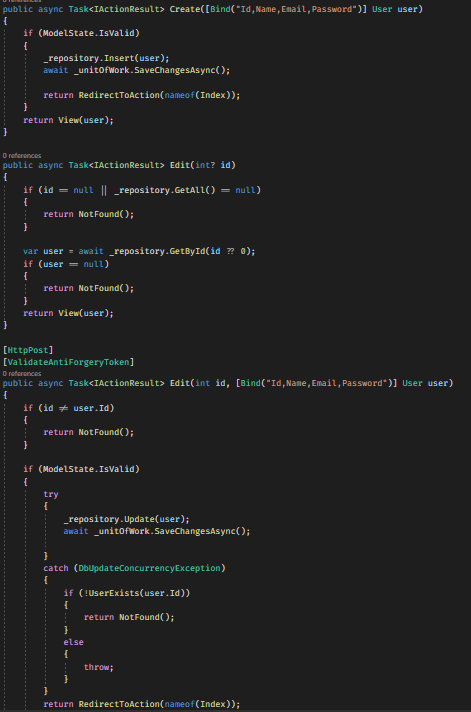 0 references
public async Task<IActionResult> Create([Bind("Id,Name,Email,Password")] User user)
{
if (ModelState.IsValid)
{
_repository.Insert(user);
await _unitOfWork.SaveChangesAsync();
return RedirectToAction(nameof(Index));
}
return View(user);
}
0 references
public async Task<IActionResult> Edit(int? id)
{
if (id == null || _repository.GetAll() == null)
{
return NotFound();
}
var user = await _repository.GetById(id ?? 0);
if (user == null)
{
return NotFound();
}
return View(user);
}
[HttpPost]
[ValidateAntiForgeryToken]
0 references
public async Task<IActionResult> Edit(int id, [Bind("Id,Name,Email,Password")] User user)
{
if (id != user.Id)
{
return NotFound();
}
if (ModelState.IsValid)
{
try
{
_repository.Update(user);
await _unitOfWork.SaveChangesAsync();
}
catch (DbUpdateConcurrencyException)
{
if (!UserExists(user.Id))
{
return NotFound();
}
else
{
throw;
}
}
return RedirectToAction(nameof(Index));